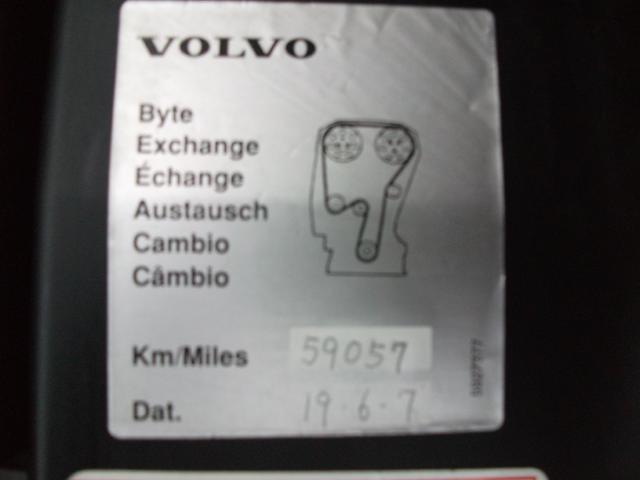 VOLVO
Byte
Exchange
Échange
Austausch
Cambio
Câmbio
Km/Miles 59057
Dat. 19-6-7